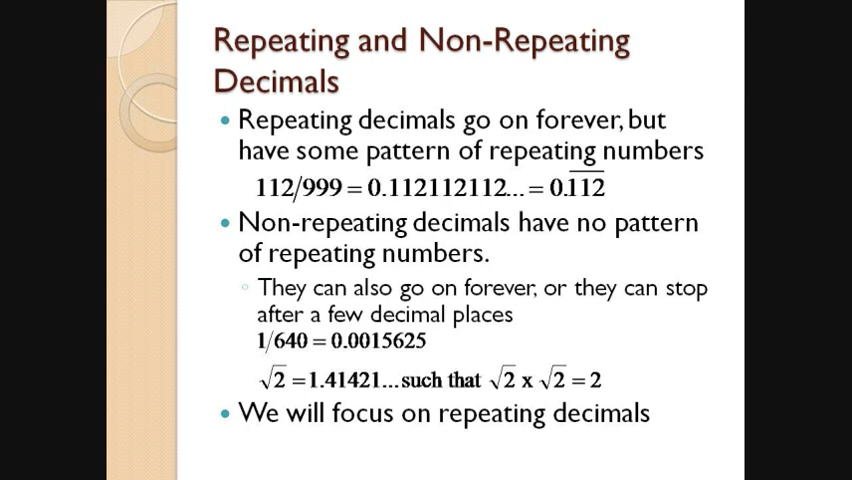 Repeating and Non-Repeating
Decimals
• Repeating decimals go on forever, but
have some pattern of repeating numbers
112/999 = 0.112112112... = 0.1̅1̅2̅
• Non-repeating decimals have no pattern
of repeating numbers.
◦ They can also go on forever, or they can stop
after a few decimal places
1/640 = 0.0015625
√2 = 1.41421... such that √2 x √2 = 2
• We will focus on repeating decimals